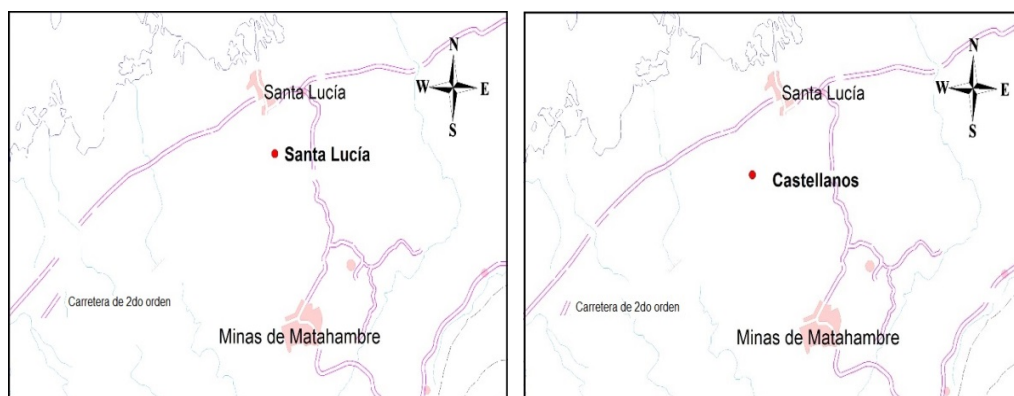 N
W E
S
Santa Lucía
Santa Lucía
Carretera de 2do orden
Minas de Matahambre
N
W E
S
Santa Lucía
Castellanos
Carretera de 2do orden
Minas de Matahambre